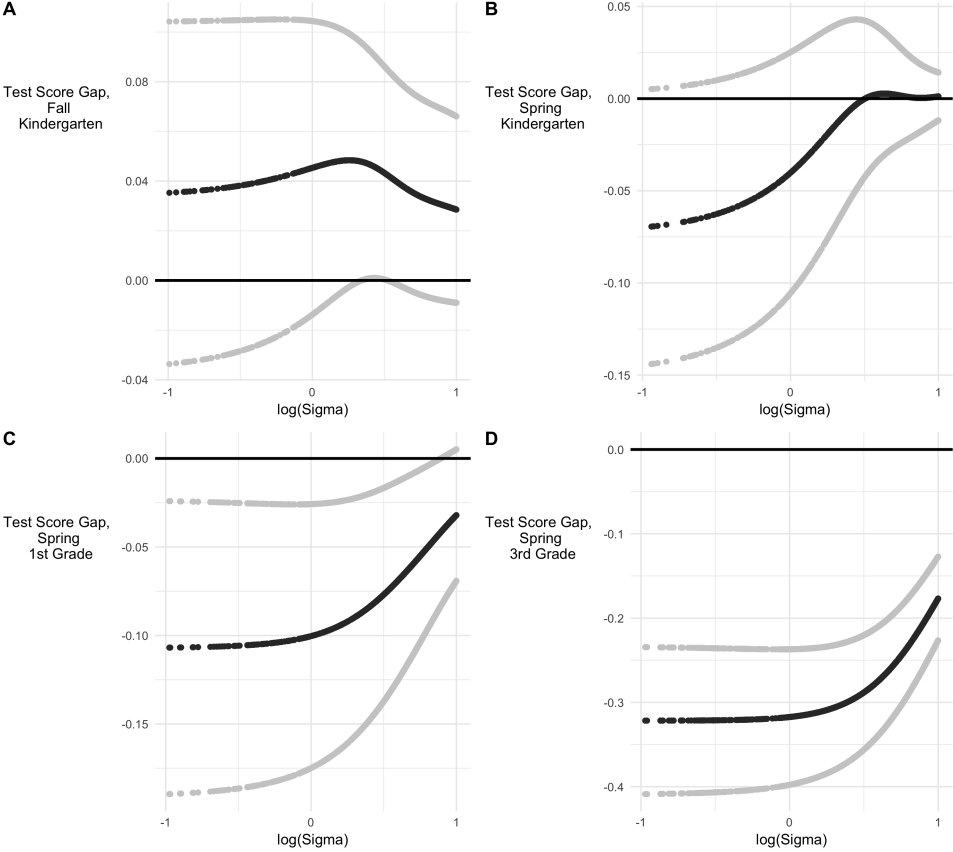 A
Test Score Gap,
Fall
Kindergarten
0.08
0.04
0.00
-0.04
-1
0
1
log(Sigma)
B
Test Score Gap,
Spring
Kindergarten
0.05
0.00
-0.05
-0.10
-0.15
-1
0
1
log(Sigma)
C
Test Score Gap,
Spring
1st Grade
0.00
-0.05
-0.10
-0.15
-1
0
1
log(Sigma)
D
Test Score Gap,
Spring
3rd Grade
0.0
-0.1
-0.2
-0.3
-0.4
-1
0
1
log(Sigma)